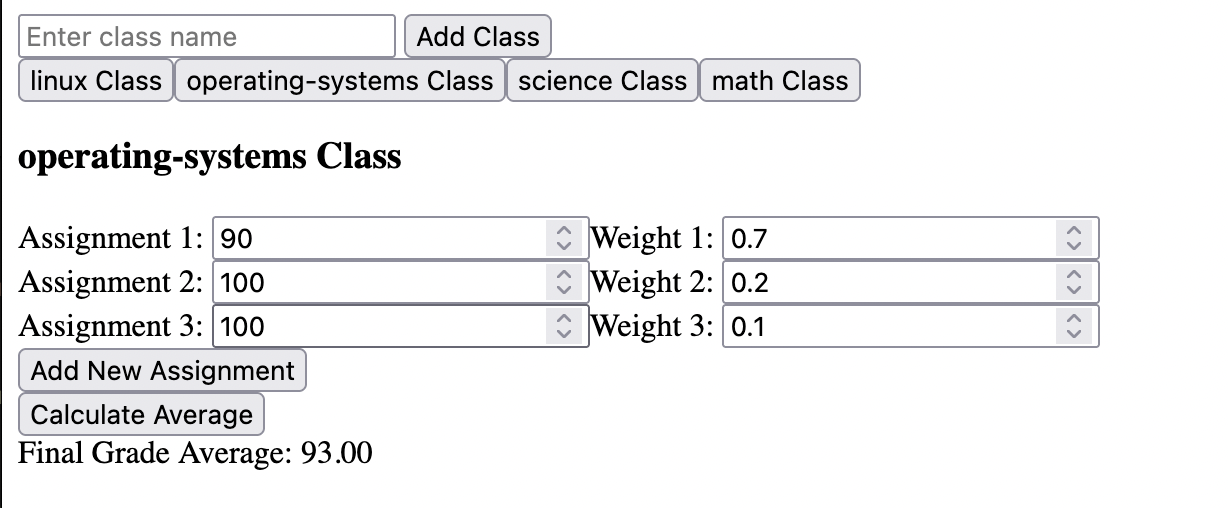 Enter class name Add Class
linux Class operating-systems Class science Class math Class
operating-systems Class
Assignment 1: 90 Weight 1: 0.7
Assignment 2: 100 Weight 2: 0.2
Assignment 3: 100 Weight 3: 0.1
Add New Assignment
Calculate Average
Final Grade Average: 93.00